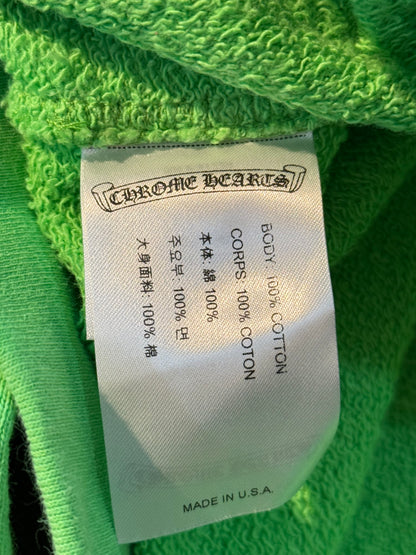 CHROME HEARTS
BODY: 100% COTTON
CORPS: 100% COTON
本体: 綿 100%
주요부 100% 면
大身面料: 100% 棉
MADE IN U.S.A.